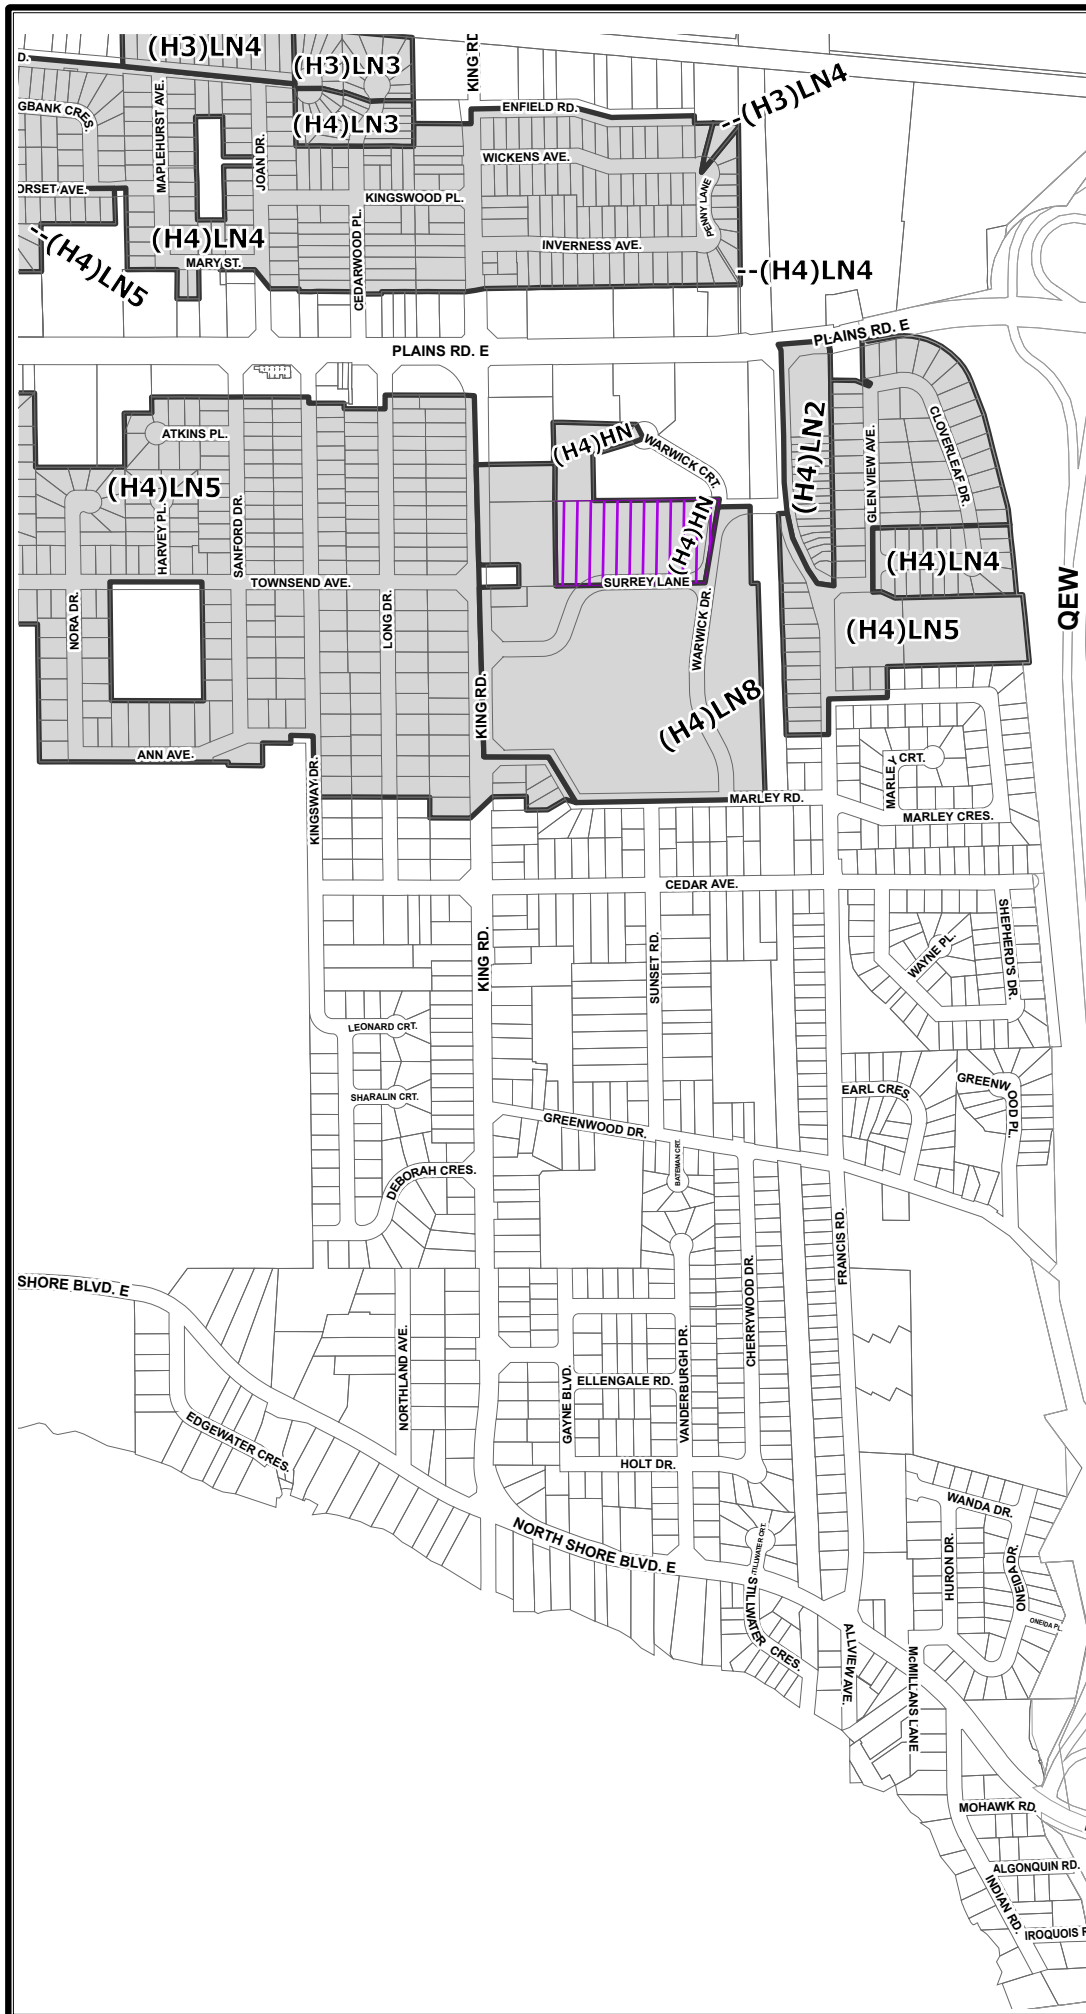 (H3)LN4
(H3)LN3
KING RD
--(H3)LN4
D.
GBANK CRES.
MAPLEHURST AVE.
JOAN DR.
(H4)LN3
ENFIELD RD.
WICKENS AVE.
PENNY LANE
ORSET AVE.
KINGSWOOD PL.
CEDARWOOD PL.
INVERNESS AVE.
(H4)LN4
MARY ST.
--(H4)LN5
--(H4)LN4
PLAINS RD. E
PLAINS RD. E
ATKINS PL.
(H4)LN5
HARVEY PL.
SANFORD DR.
(H4)HN
WARWICK CRT.
(H4)HN
(H4)LN2
GLEN VIEW AVE.
CLOVERLEAF DR.
(H4)LN4
QEW
TOWNSEND AVE.
SURREY LANE
NORA DR.
LONG DR.
WARWICK DR.
(H4)LN5
KING RD.
(H4)LN8
ANN AVE.
KINGSWAY DR.
MARLEY CRT.
MARLEY RD.
MARLEY CRES.
CEDAR AVE.
KING RD.
SUNSET RD.
WAYNE PL.
SHEPHERD'S DR.
LEONARD CRT.
SHARALIN CRT.
EARL CRES.
GREENWOOD PL.
GREENWOOD DR.
BATEMAN CRT.
DEBORAH CRES.
FRANCIS RD.
SHORE BLVD. E
CHERRYWOOD DR.
NORTHLAND AVE.
VANDERBURGH DR.
ELLENGALE RD.
GAYNE BLVD.
EDGEWATER CRES.
HOLT DR.
NORTH SHORE BLVD. E
STILLWATER CRT.
STILLWATER CRES.
WANDA DR.
HURON DR.
ONEIDA DR.
ONEIDA PL.
ALLVIEW AVE.
McMILLANS LANE
MOHAWK RD.
ALGONQUIN RD.
INDIAN RD.
IROQUOIS R